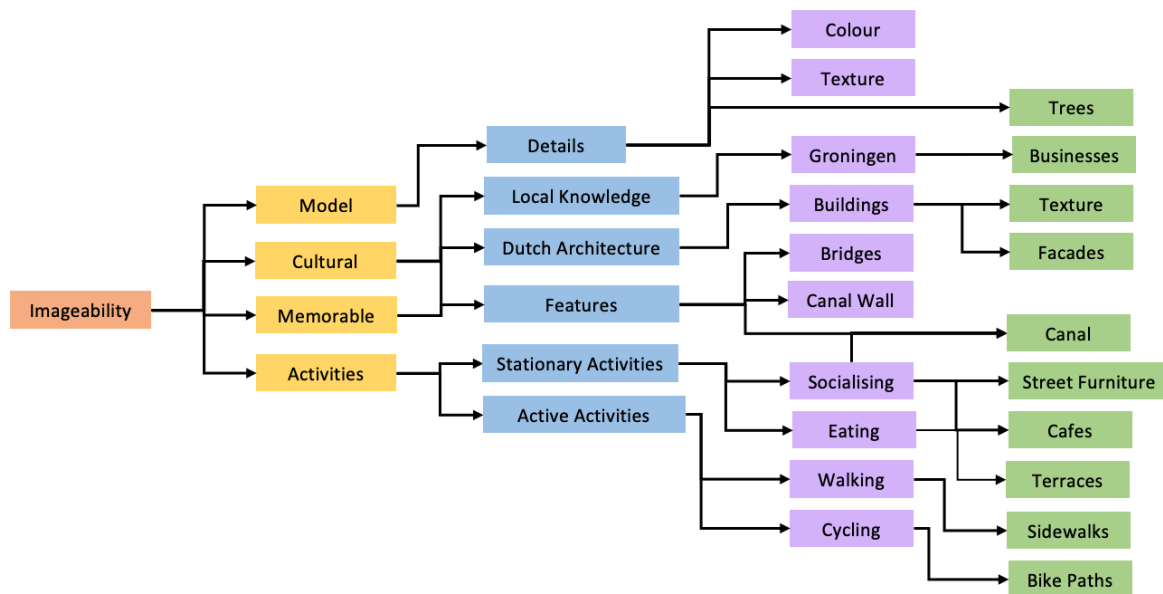 Imageability
Model
Cultural
Memorable
Activities
Details
Local Knowledge
Dutch Architecture
Features
Stationary Activities
Active Activities
Colour
Texture
Groningen
Buildings
Bridges
Canal Wall
Socialising
Eating
Walking
Cycling
Trees
Businesses
Texture
Facades
Canal
Street Furniture
Cafes
Terraces
Sidewalks
Bike Paths